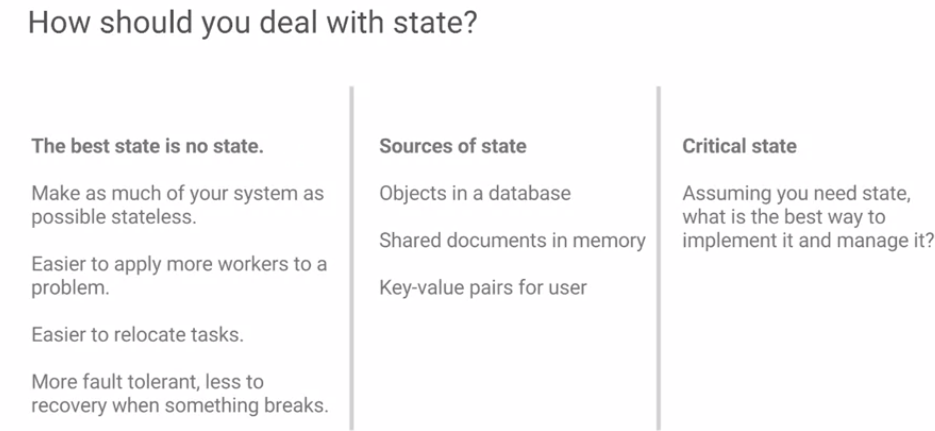 How should you deal with state?
The best state is no state.
Make as much of your system as
possible stateless.
Easier to apply more workers to a
problem.
Easier to relocate tasks.
More fault tolerant, less to
recovery when something breaks.
Sources of state
Objects in a database
Shared documents in memory
Key-value pairs for user
Critical state
Assuming you need state,
what is the best way to
implement it and manage it?